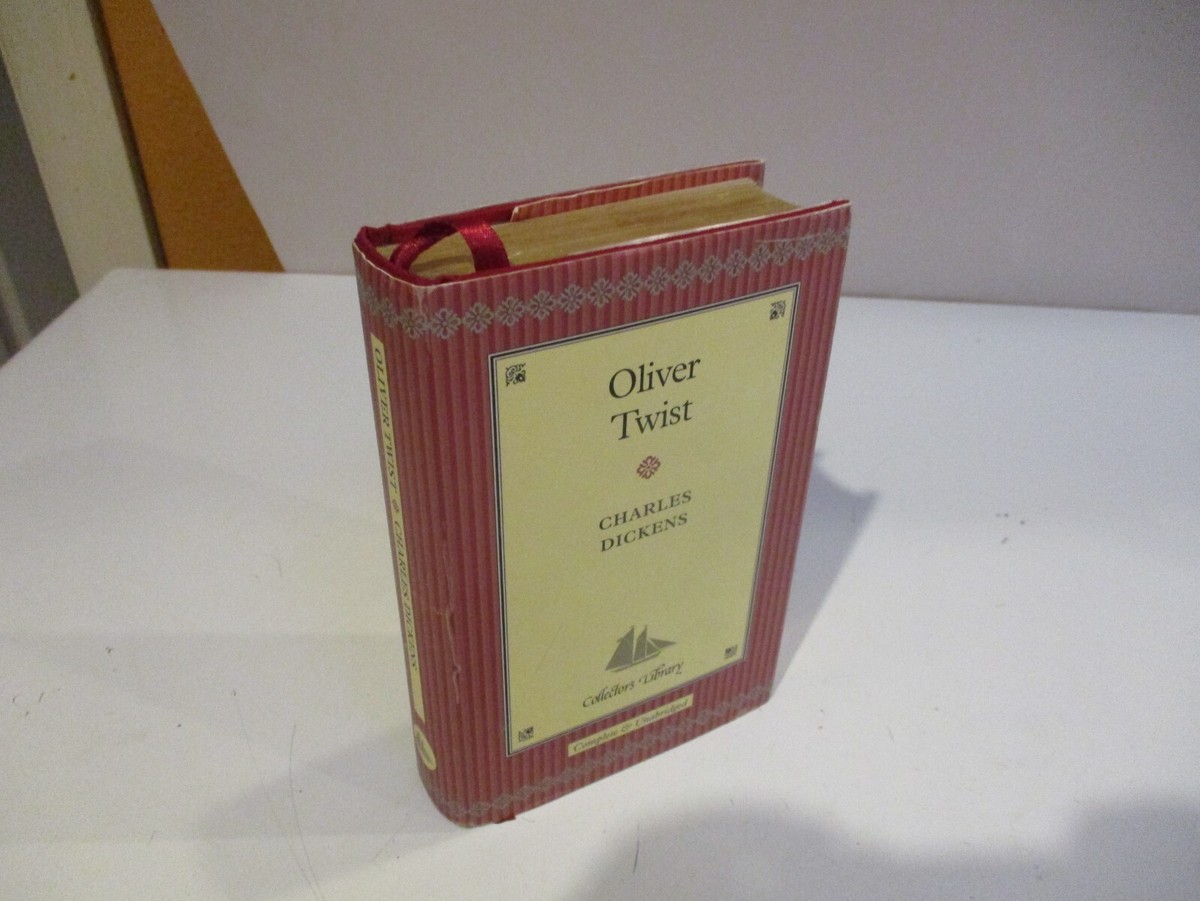 Oliver
Twist
CHARLES
DICKENS
Collector's Library
Complete & Unabridged
OLIVER TWIST CHARLES DICKENS